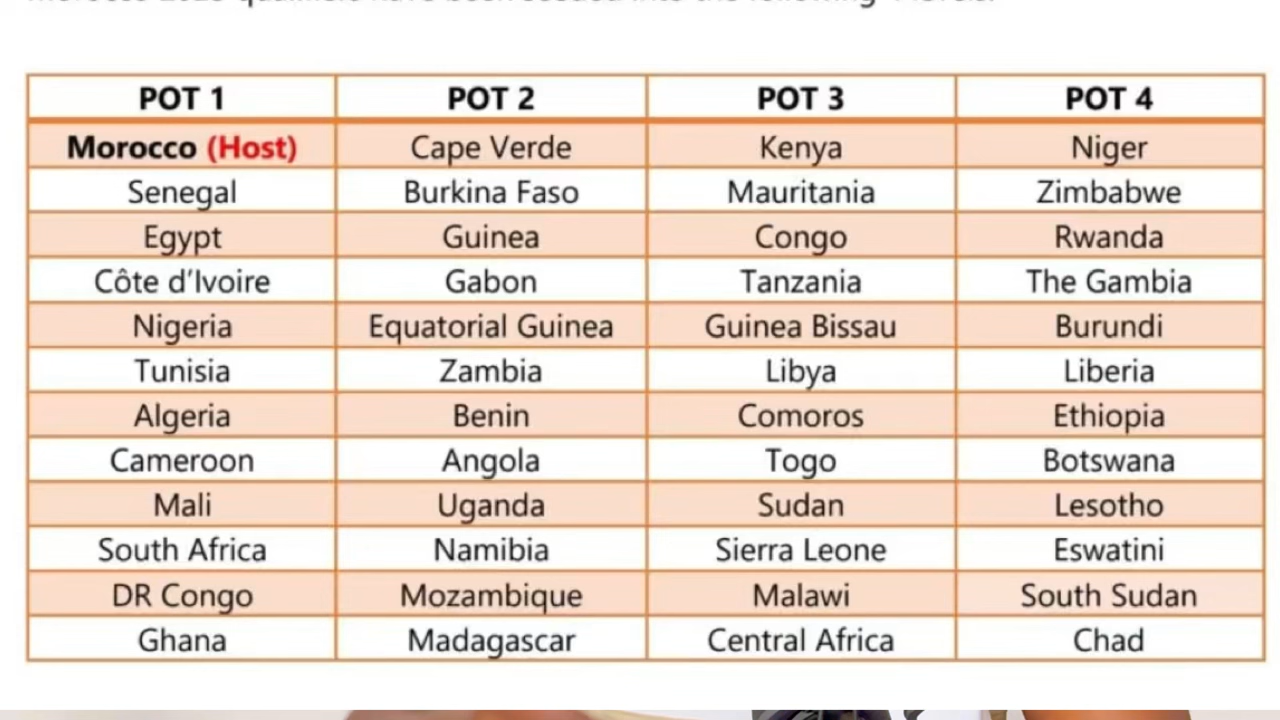 POT 1 POT 2 POT 3 POT 4
Morocco (Host) Cape Verde Kenya Niger
Senegal Burkina Faso Mauritania Zimbabwe
Egypt Guinea Congo Rwanda
Côte d'Ivoire Gabon Tanzania The Gambia
Nigeria Equatorial Guinea Guinea Bissau Burundi
Tunisia Zambia Libya Liberia
Algeria Benin Comoros Ethiopia
Cameroon Angola Togo Botswana
Mali Uganda Sudan Lesotho
South Africa Namibia Sierra Leone Eswatini
DR Congo Mozambique Malawi South Sudan
Ghana Madagascar Central Africa Chad